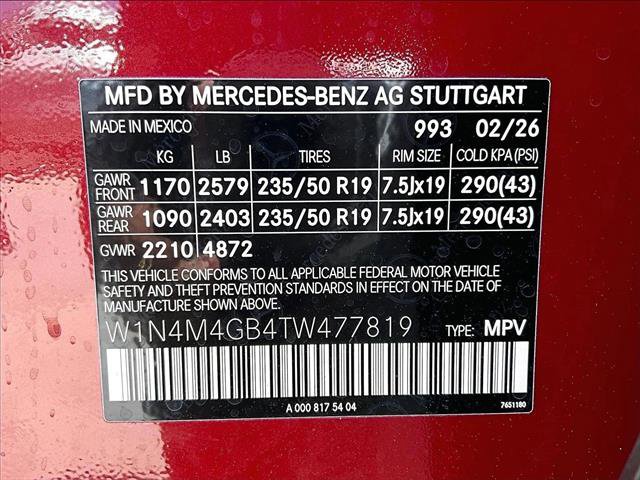 MFD BY MERCEDES-BENZ AG STUTTGART
MADE IN MEXICO 993 02/26
KG LB TIRES RIM SIZE COLD KPA(PSI)
GAWR FRONT 1170 2579 235/50 R19 7.5Jx19 290(43)
GAWR REAR 1090 2403 235/50 R19 7.5Jx19 290(43)
GVWR 2210 4872
THIS VEHICLE CONFORMS TO ALL APPLICABLE FEDERAL MOTOR VEHICLE
SAFETY AND THEFT PREVENTION STANDARDS IN EFFECT ON THE DATE OF
MANUFACTURE SHOWN ABOVE.
W1N4M4GB4TW477819 TYPE: MPV
A 000 817 54 04 7651180